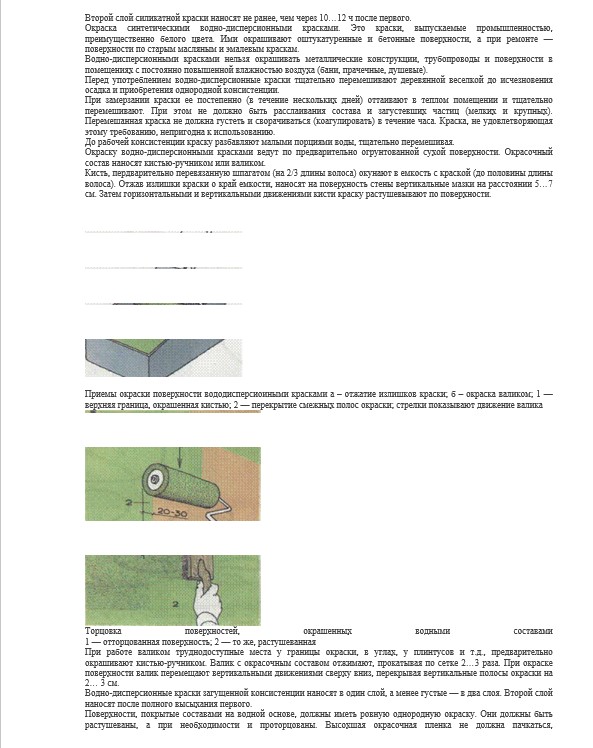 Второй слой силикатной краски наносят не ранее, чем через 10…12 ч после первого.
Окраска синтетическими водно-дисперсионными красками. Это краски, выпускаемые промышленностью,
преимущественно белого цвета. Ими окрашивают оштукатуренные и бетонные поверхности, а при ремонте —
поверхности по старым масляным и эмалевым краскам.
Водно-дисперсионными красками нельзя окрашивать металлические конструкции, трубопроводы и поверхности в
помещениях с постоянно повышенной влажностью воздуха (бани, прачечные, душевые).
Перед употреблением водно-дисперсионные краски тщательно перемешивают деревянной веселкой до исчезновения
осадка и приобретения однородной консистенции.
При замерзании краски ее постепенно (в течение нескольких дней) оттаивают в теплом помещении и тщательно
перемешивают. При этом не должно быть расслаивания состава и загустевших частиц (мелких и крупных).
Перемешанная краска не должна густеть и сворачиваться (коагулировать) в течение часа. Краска, не удовлетворяющая
этому требованию, непригодна к использованию.
До рабочей консистенции краску разбавляют малыми порциями воды, тщательно перемешивая.
Окраску водно-дисперсионными красками ведут по предварительно огрунтованной сухой поверхности. Окрасочный
состав наносят кистью-ручником или валиком.
Кисть, пердварительно перевязанную шпагатом (на 2/3 длины волоса) окунают в емкость с краской (до половины длины
волоса). Отжав излишки краски о край емкости, наносят на поверхность стены вертикальные мазки на расстоянии 5…7
см. Затем горизонтальными и вертикальными движениями кисти краску растушевывают по поверхности.
Приемы окраски поверхности вододисперсиоиными красками а – отжатие излишков краски; б – окраска валиком; 1 —
верхняя граница, окрашенная кистью; 2 — перекрытие смежных полос окраски; стрелки показывают движение валика
2
20-30
2
Торцовка поверхностей, окрашенных водными составами
1 — отторцованная поверхность; 2 — то же, растушеванная
При работе валиком труднодоступные места у границы окраски, в углах, у плинтусов и т.д., предварительно
окрашивают кистью-ручником. Валик с окрасочным составом отжимают, прокатывая по сетке 2…3 раза. При окраске
поверхности валик перемещают вертикальными движениями сверху вниз, перекрывая вертикальные полосы окраски на
2… 3 см.
Водно-дисперсионные краски загущенной консистенции наносят в один слой, а менее густые — в два слоя. Второй слой
наносят после полного высыхания первого.
Поверхности, покрытые составами на водной основе, должны иметь ровную однородную окраску. Они должны быть
растушеваны, а при необходимости и проторцованы. Высохшая окрасочная пленка не должна пачкаться,